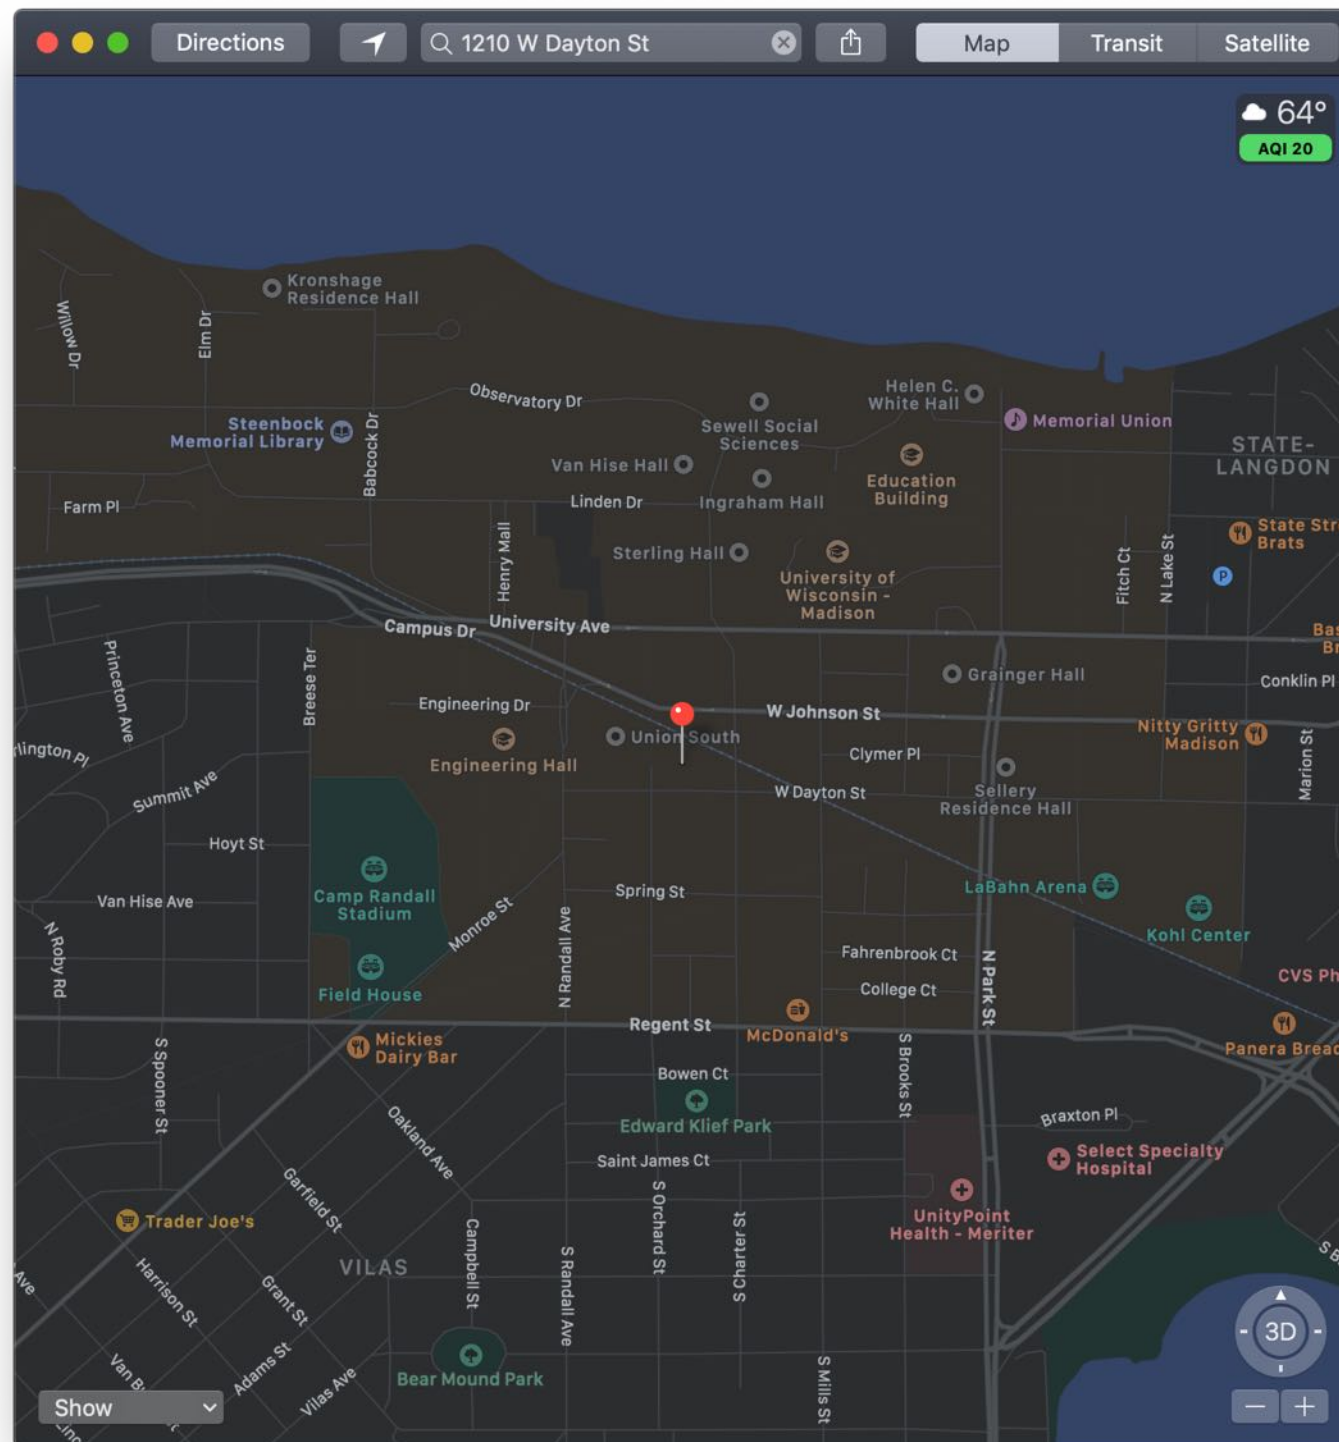 Directions
1210 W Dayton St
Map
Transit
Satellite
64°
AQI 20
Kronshage
Residence Hall
Willow Dr
Elm Dr
Observatory Dr
Helen C.
White Hall
Memorial Union
Steenbock
Memorial Library
Babcock Dr
Sewell Social
Sciences
STATE-
LANGDON
Van Hise Hall
Education
Building
Farm Pl
Linden Dr
Ingraham Hall
State Str
Brats
P
Henry Mall
Sterling Hall
Fitch Ct
N Lake St
University of
Wisconsin -
Madison
Campus Dr
University Ave
Bas
Br
Princeton Ave
Breese Ter
Grainger Hall
Conklin Pl
Engineering Dr
W Johnson St
Union South
Nitty Gritty
Madison
rlington Pl
Engineering Hall
Clymer Pl
Marion St
Summit Ave
W Dayton St
Sellery
Residence Hall
Hoyt St
Camp Randall
Stadium
Van Hise Ave
Spring St
LaBahn Arena
Monroe St
Kohl Center
N Roby Rd
N Randall Ave
Fahrenbrook Ct
N Park St
CVS Ph
Field House
College Ct
Regent St
McDonald's
Mickies
Dairy Bar
Panera Bread
S Spooner St
Bowen Ct
S Brooks St
Edward Klief Park
Braxton Pl
Oakland Ave
Saint James Ct
Select Specialty
Hospital
Garfield St
S Orchard St
Trader Joe's
UnityPoint
Health - Meriter
S Charter St
Campbell St
VILAS
S Randall Ave
Ave
Harrison St
Grant St
S B
3D
Adams St
Van B
Vilas Ave
Bear Mound Park
S Mills St
Show